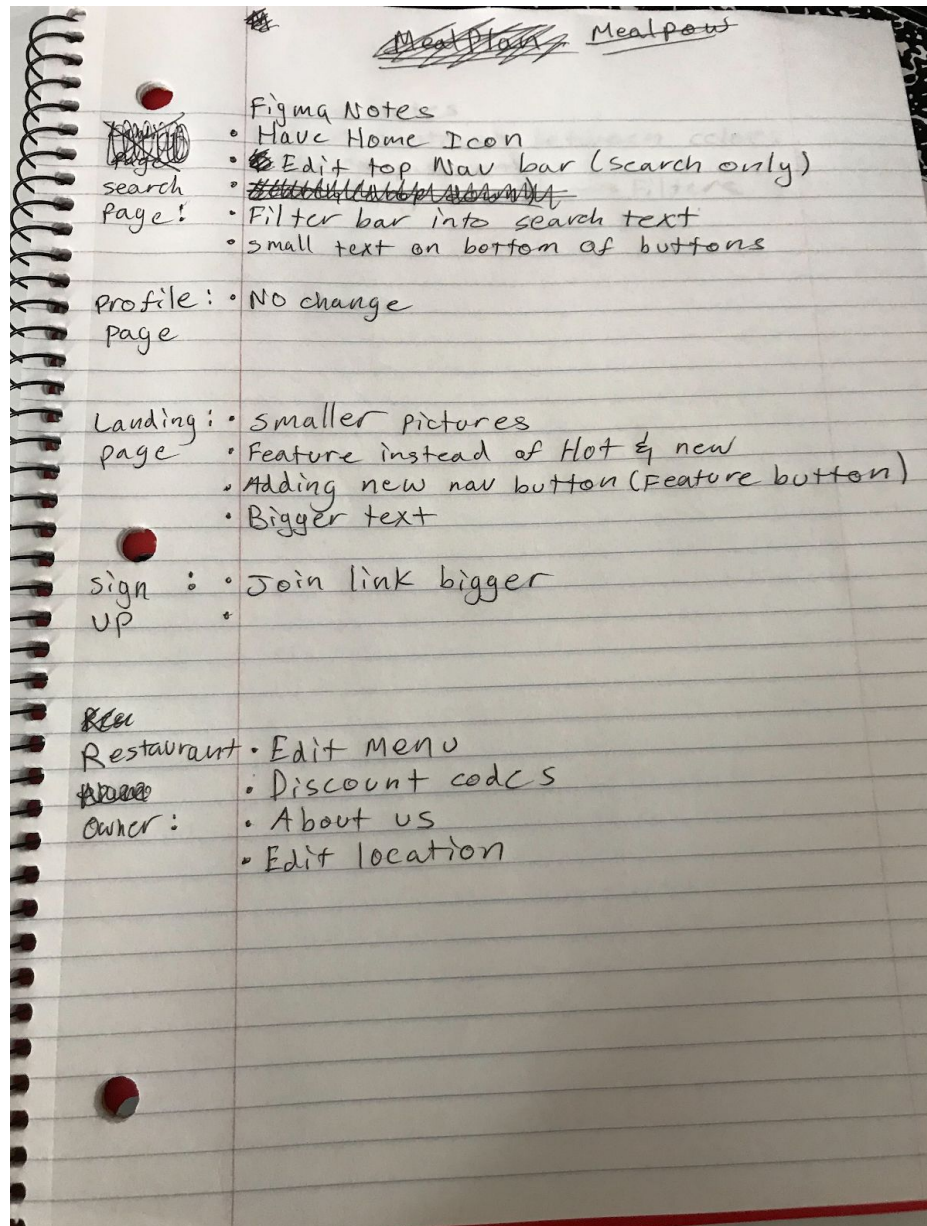 MealPlan Mealpow
Figma Notes
• Have Home Icon
page • Edit top Nav bar (search only)
search •
page: • Filter bar into search text
• small text on bottom of buttons
profile: • No change
page
Landing: • smaller pictures
page • Feature instead of Hot & new
• Adding new nav button (Feature button)
• Bigger text
sign : • Join link bigger
up •
Restaurant • Edit Menu
• Discount codes
owner: • About us
• Edit location